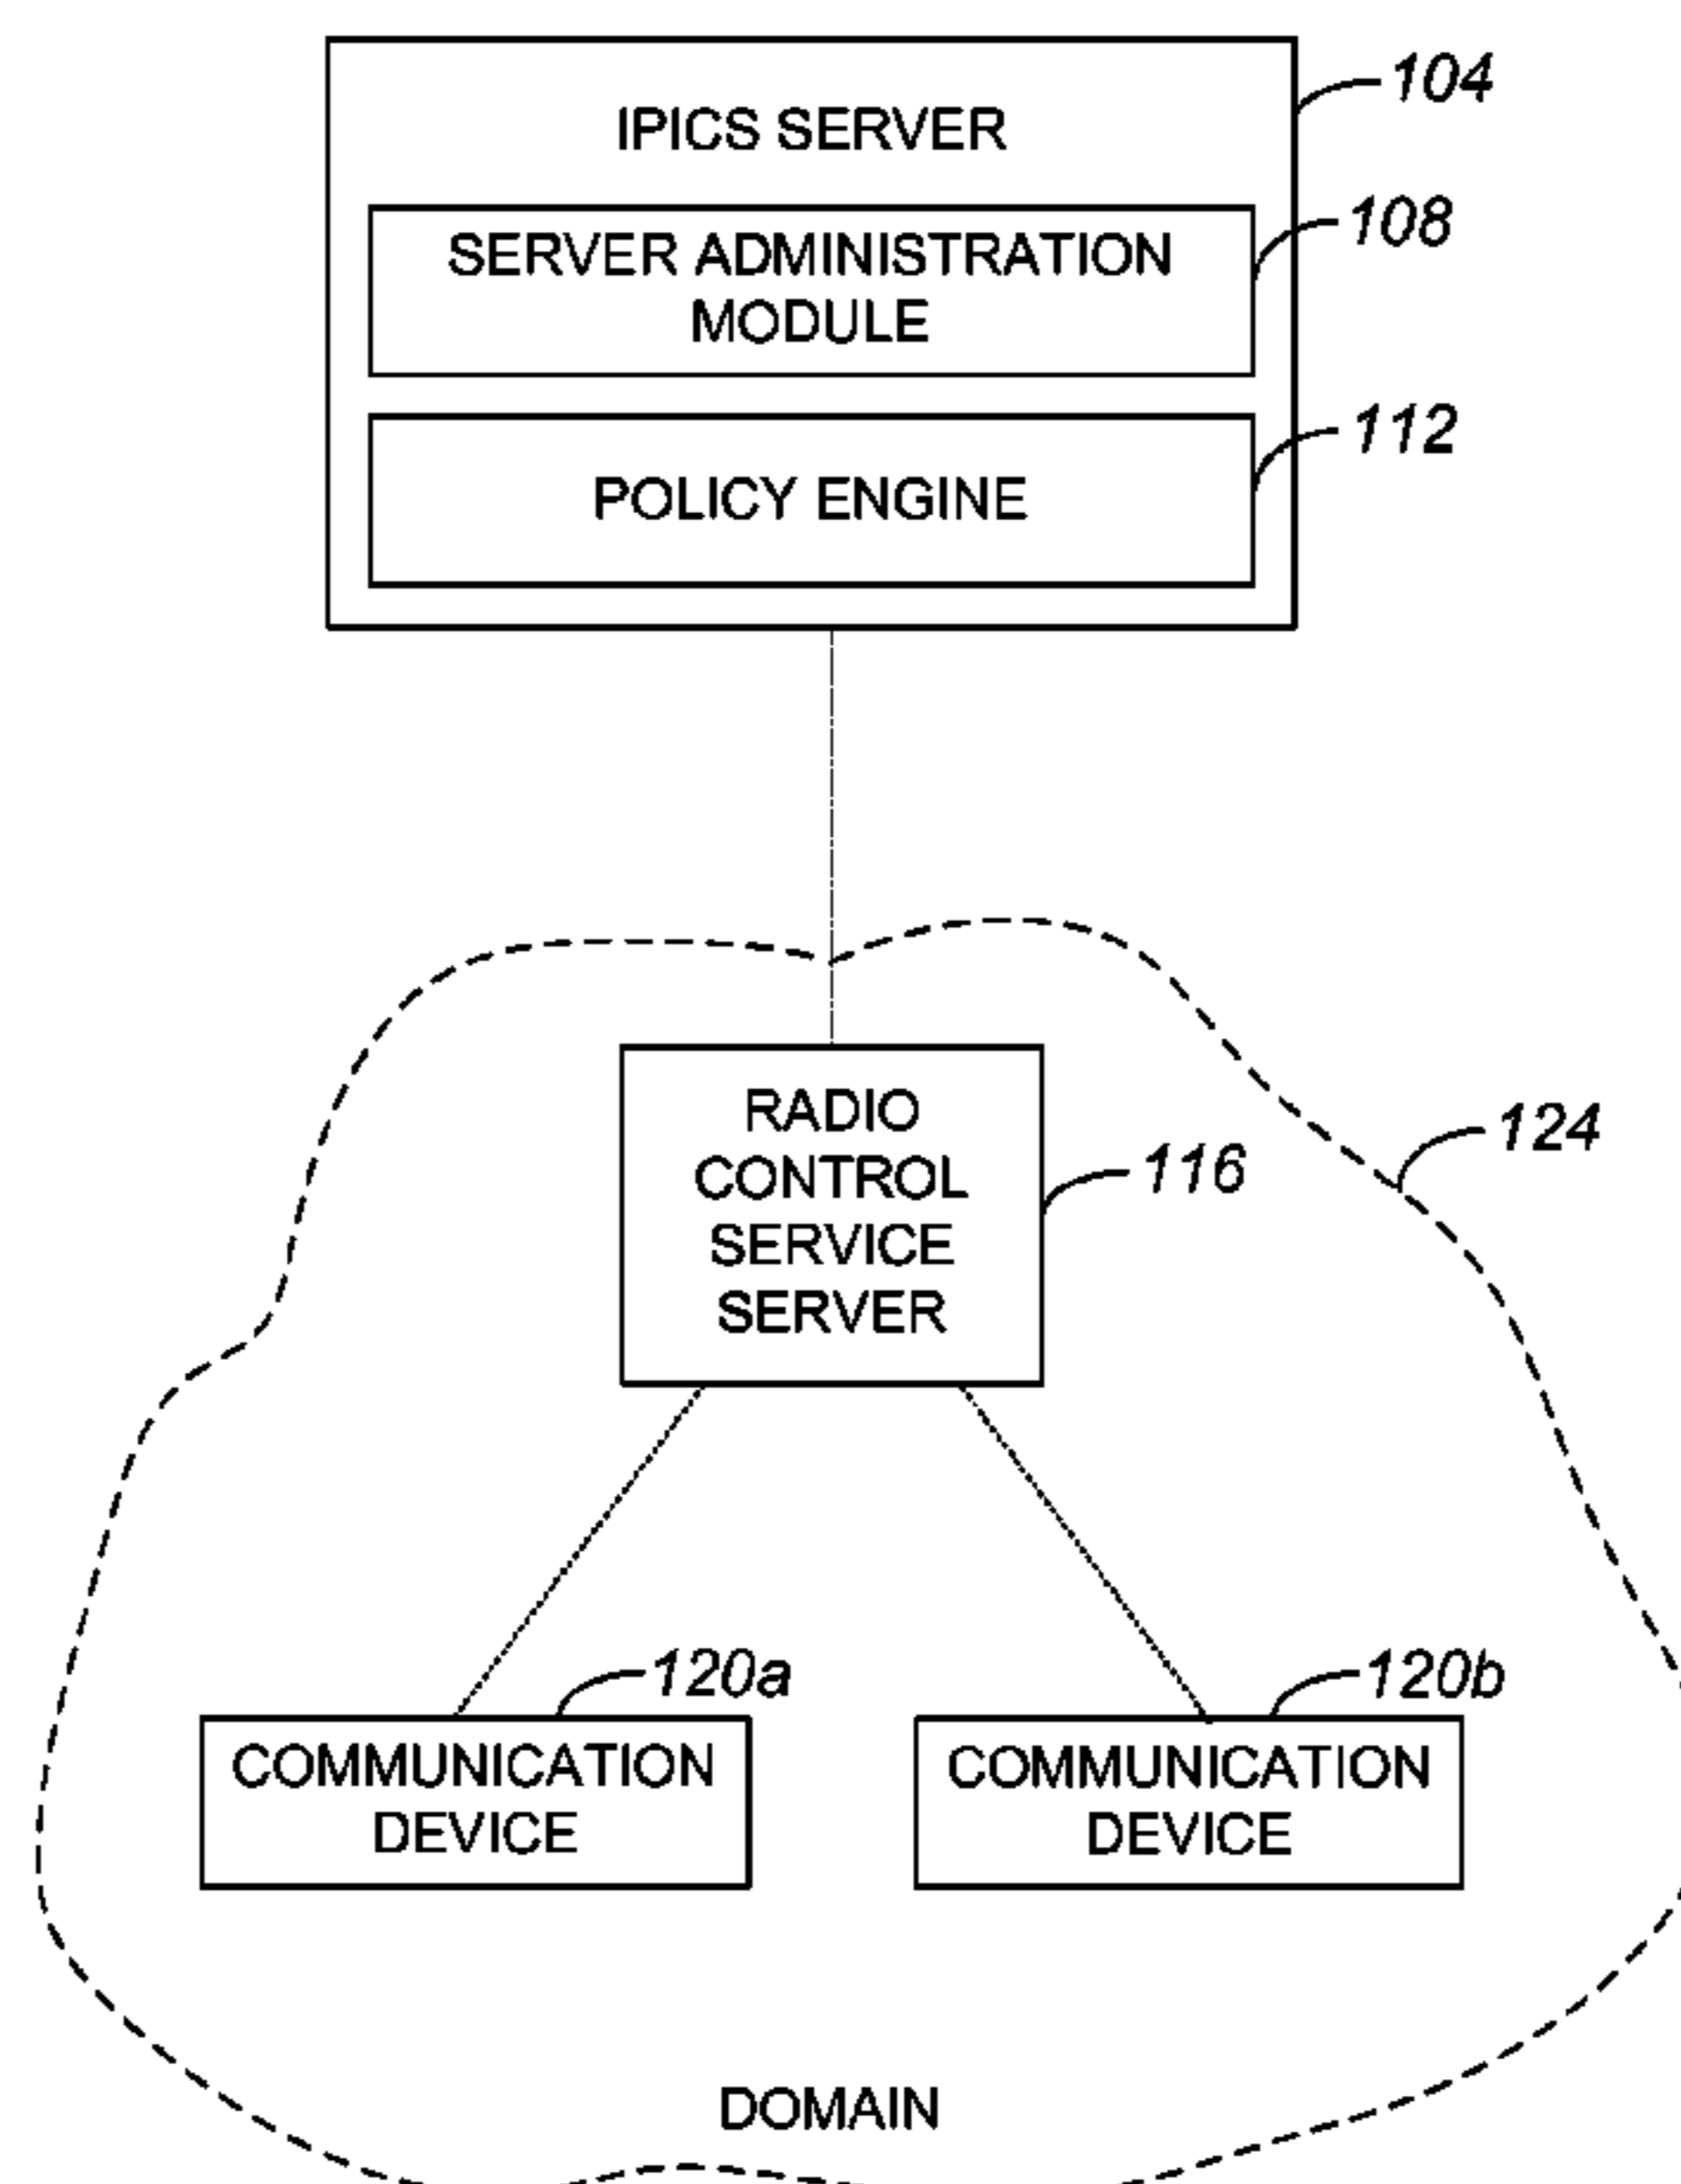 104
IPICS SERVER
108
SERVER ADMINISTRATION
MODULE
112
POLICY ENGINE
124
RADIO
CONTROL
SERVICE
SERVER
116
120a
120b
COMMUNICATION
DEVICE
COMMUNICATION
DEVICE
DOMAIN